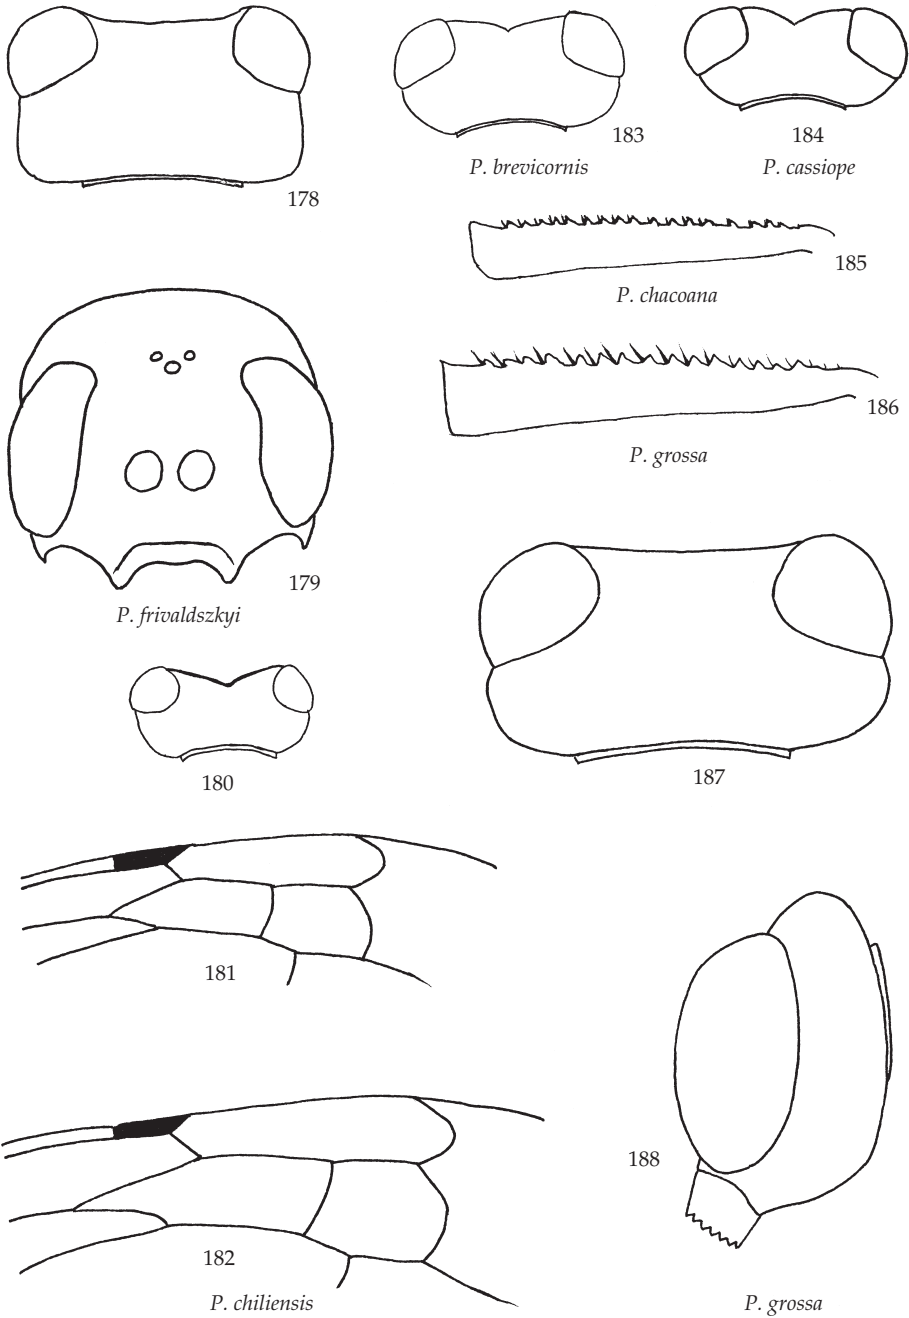 178
183
P. brevicornis
184
P. cassiope
185
P. chacoana
186
P. grossa
179
P. frivaldszkyi
180
187
181
182
P. chiliensis
188
P. grossa